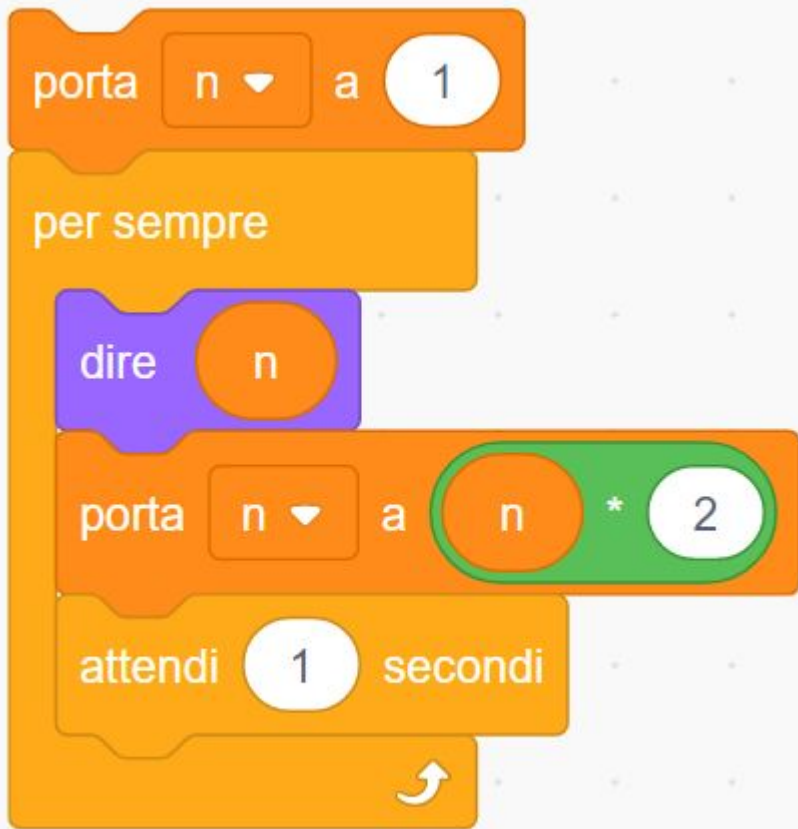 porta n a 1
per sempre
dire n
porta n a n * 2
attendi 1 secondi